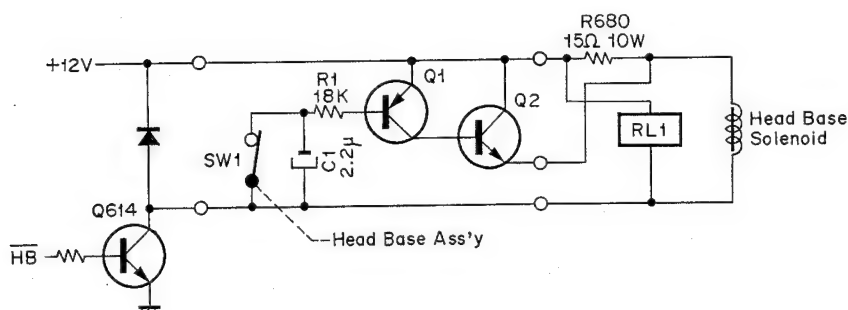 R680
15Ω 10W
+12V
Q1
R1
18K
Q2
SW1
C1
2.2μ
RL1
Head Base
Solenoid
Q614
HB
Head Base Ass'y